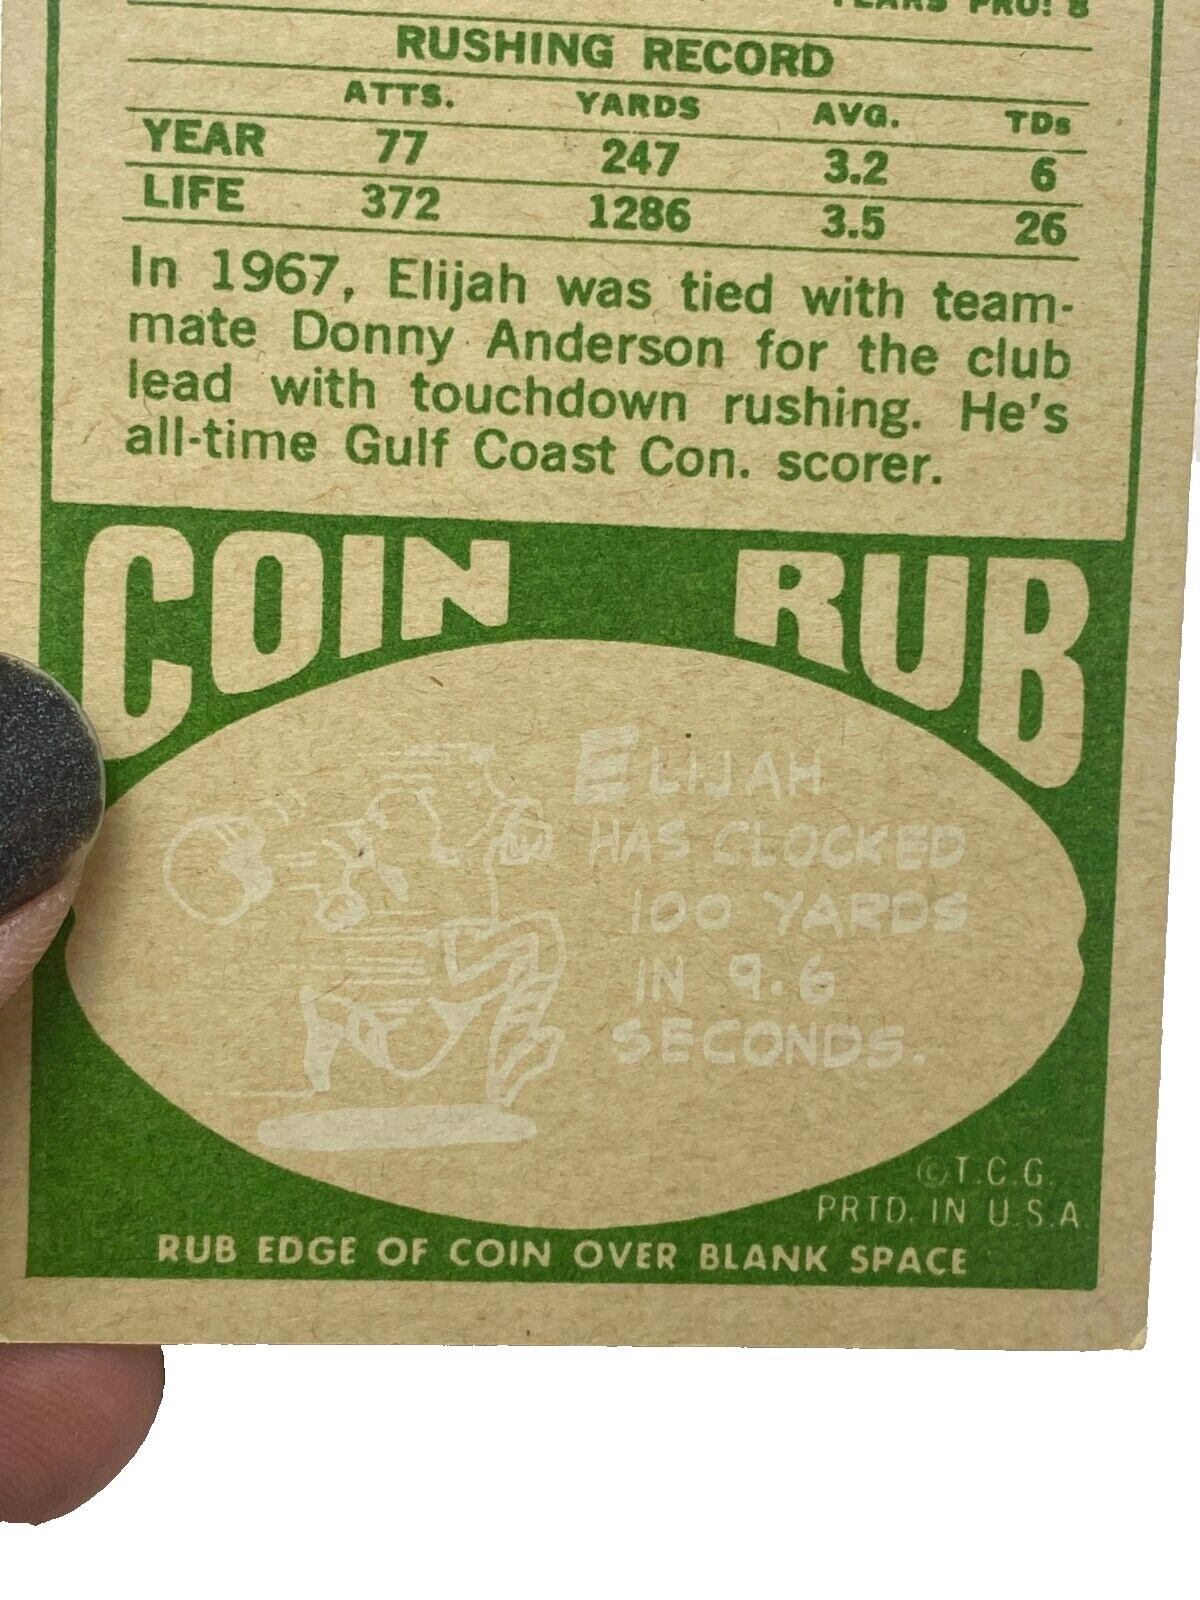 YEARS PRO: 8
RUSHING RECORD
ATTS. YARDS AVG. TDs
YEAR 77 247 3.2 6
LIFE 372 1286 3.5 26
In 1967, Elijah was tied with team-
mate Donny Anderson for the club
lead with touchdown rushing. He's
all-time Gulf Coast Con. scorer.
COIN RUB
ELIJAH
HAS CLOCKED
100 YARDS
IN 9.6
SECONDS.
©T.C.G.
PRTD. IN U.S.A.
RUB EDGE OF COIN OVER BLANK SPACE